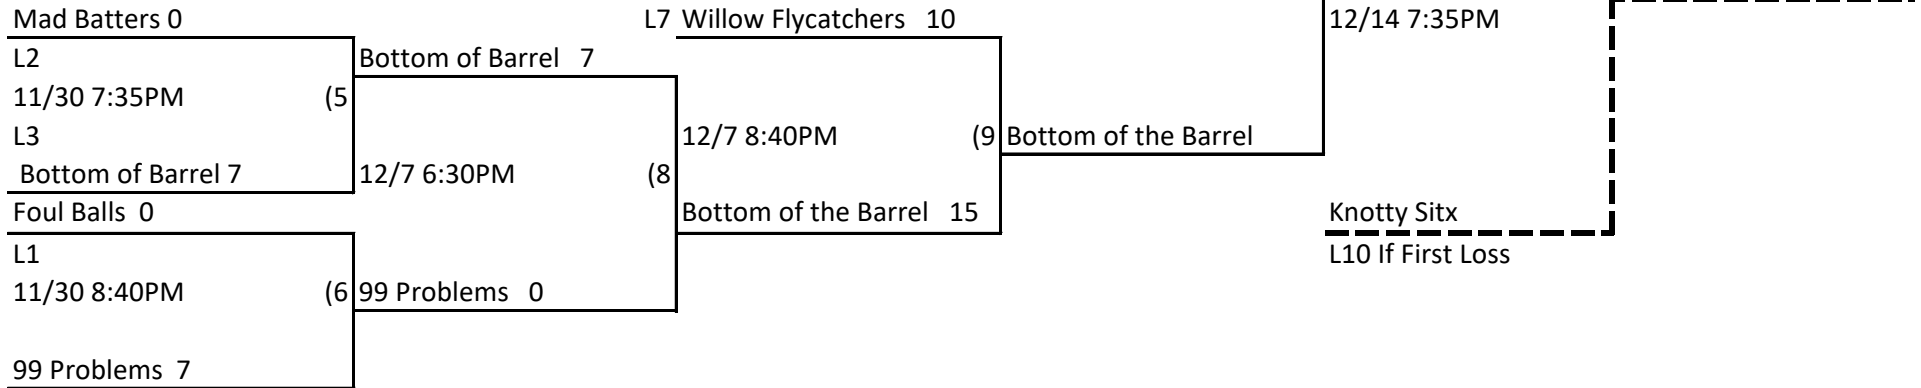 Mad Batters 0
L7 Willow Flycatchers 10
12/14 7:35PM
L2
Bottom of Barrel 7
11/30 7:35PM (5
L3
12/7 8:40PM (9 Bottom of the Barrel
Bottom of Barrel 7
12/7 6:30PM (8
Foul Balls 0
Bottom of the Barrel 15
Knotty Sitx
L1
L10 If First Loss
11/30 8:40PM (6 99 Problems 0
99 Problems 7